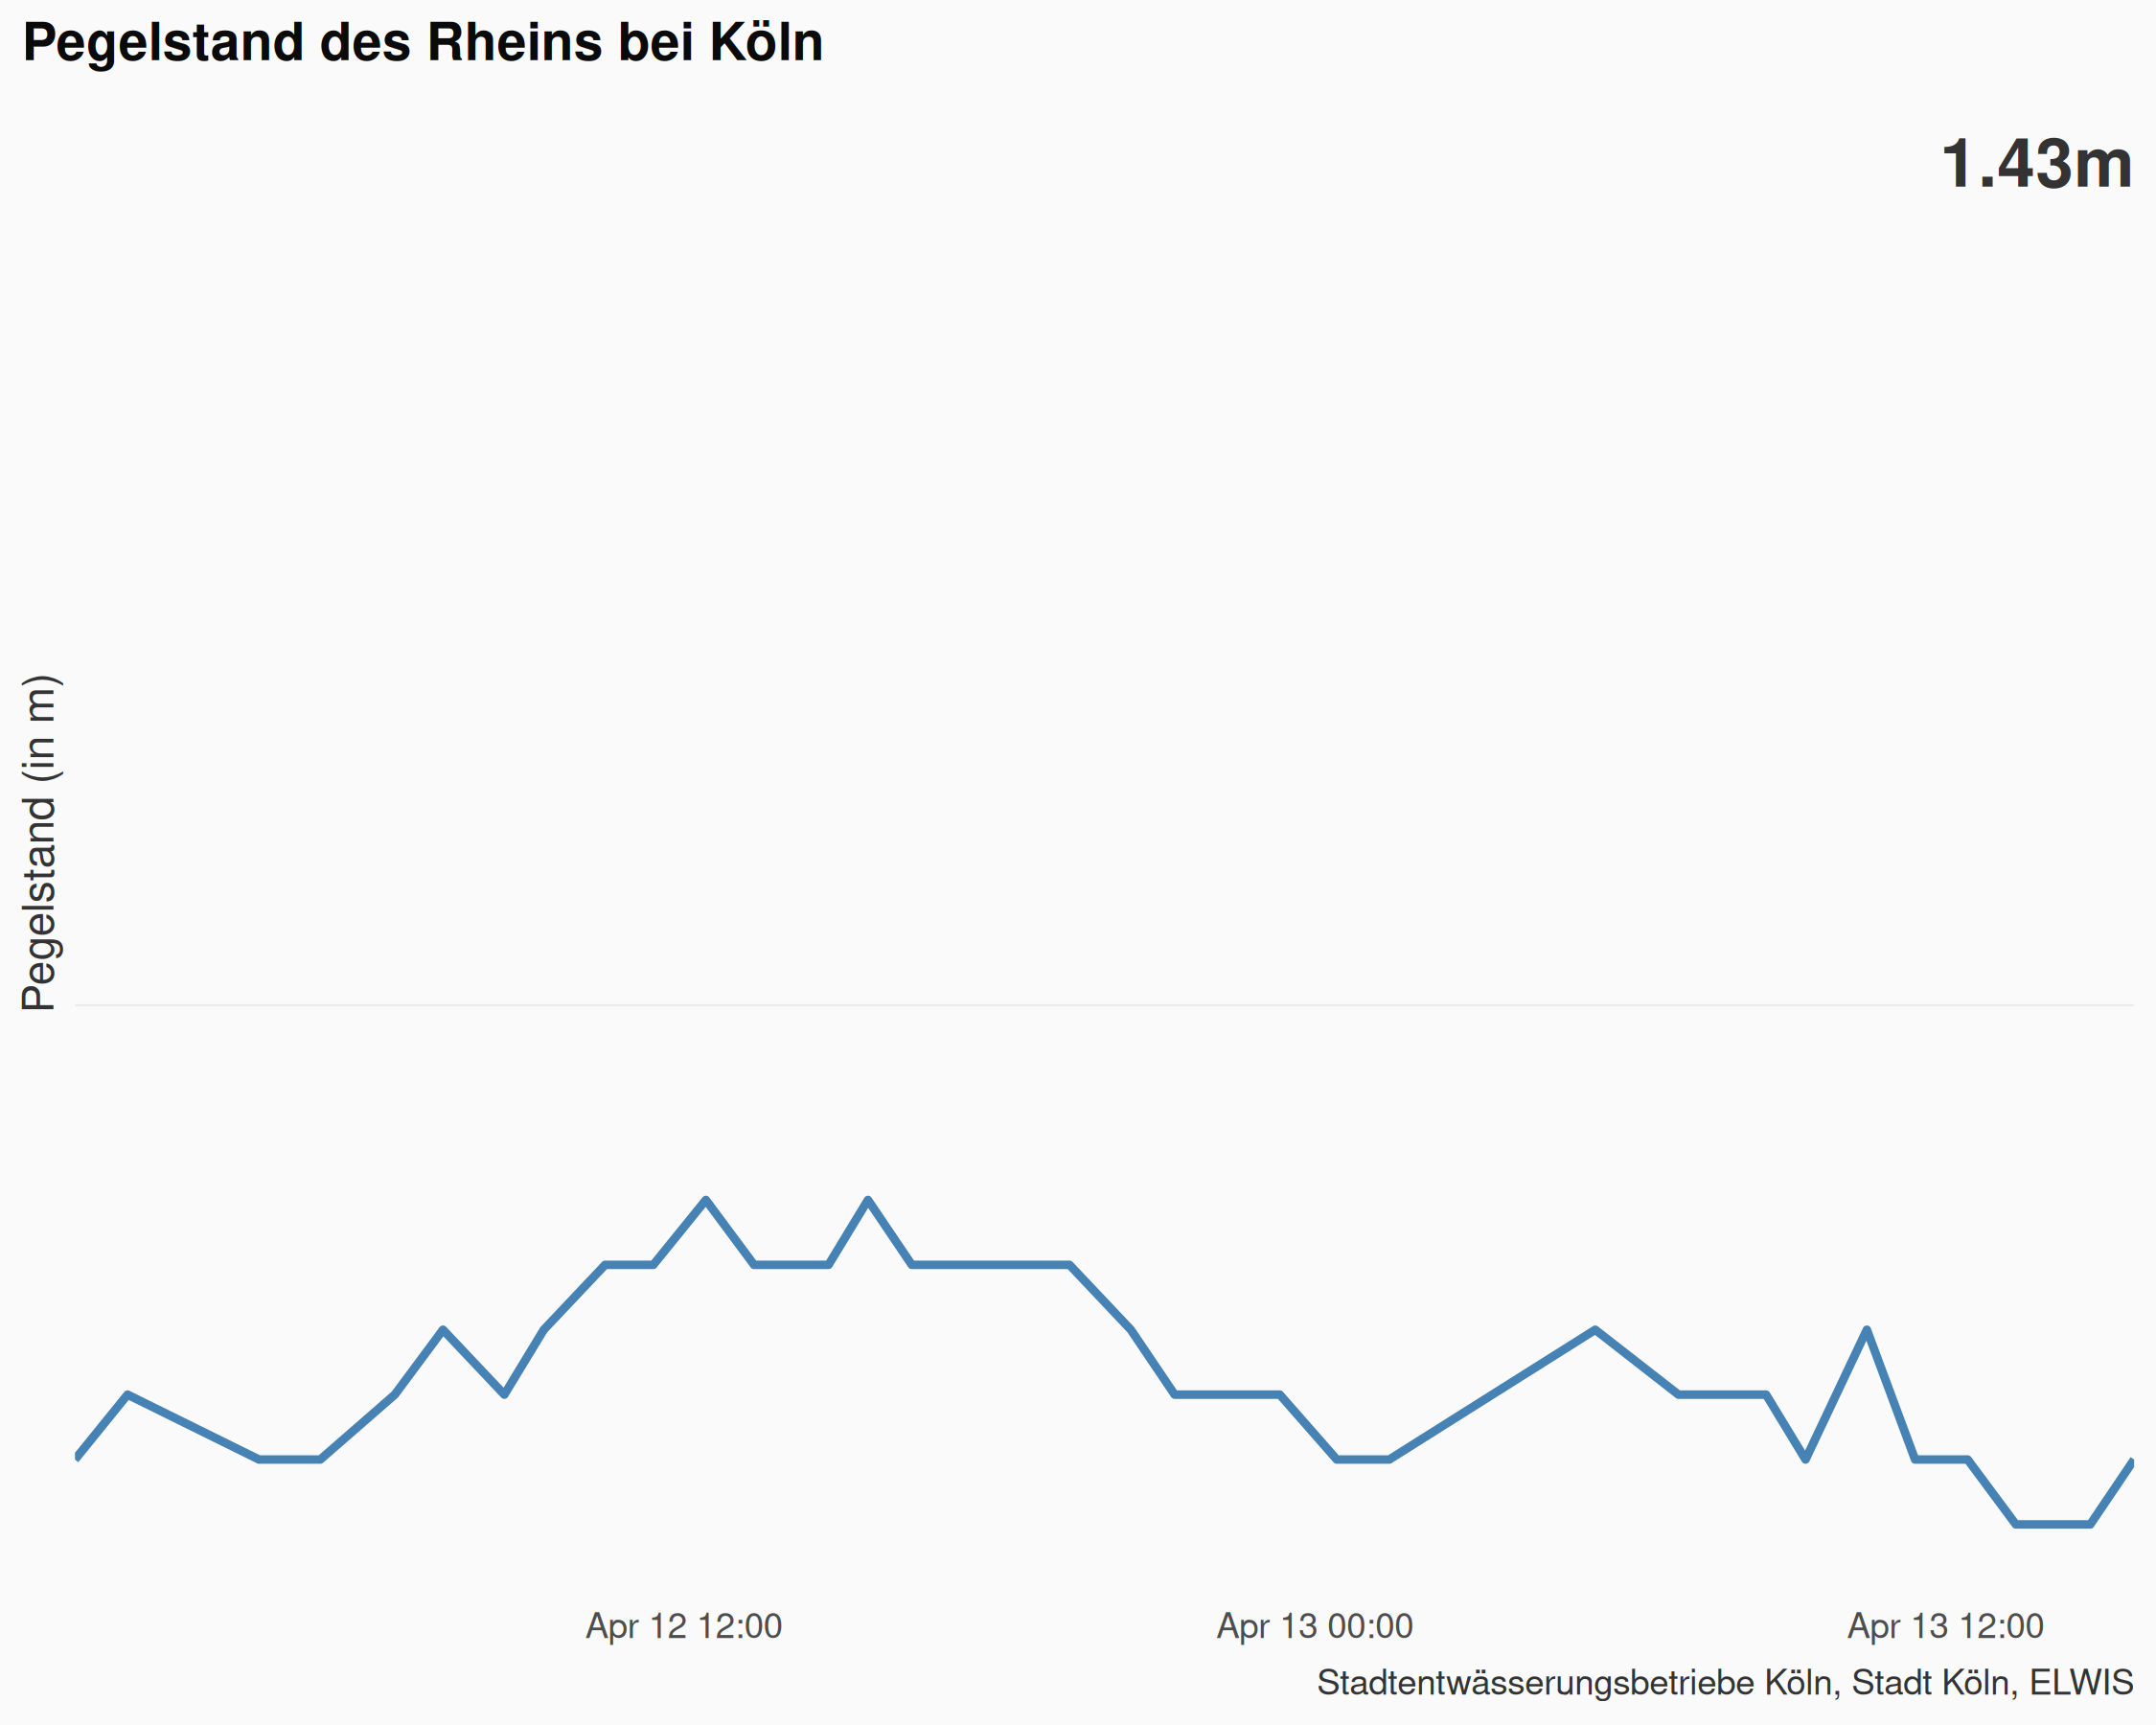 Pegelstand des Rheins bei Köln
1.43m
Pegelstand (in m)
Apr 12 12:00
Apr 13 00:00
Apr 13 12:00
Stadtentwässerungsbetriebe Köln, Stadt Köln, ELWIS